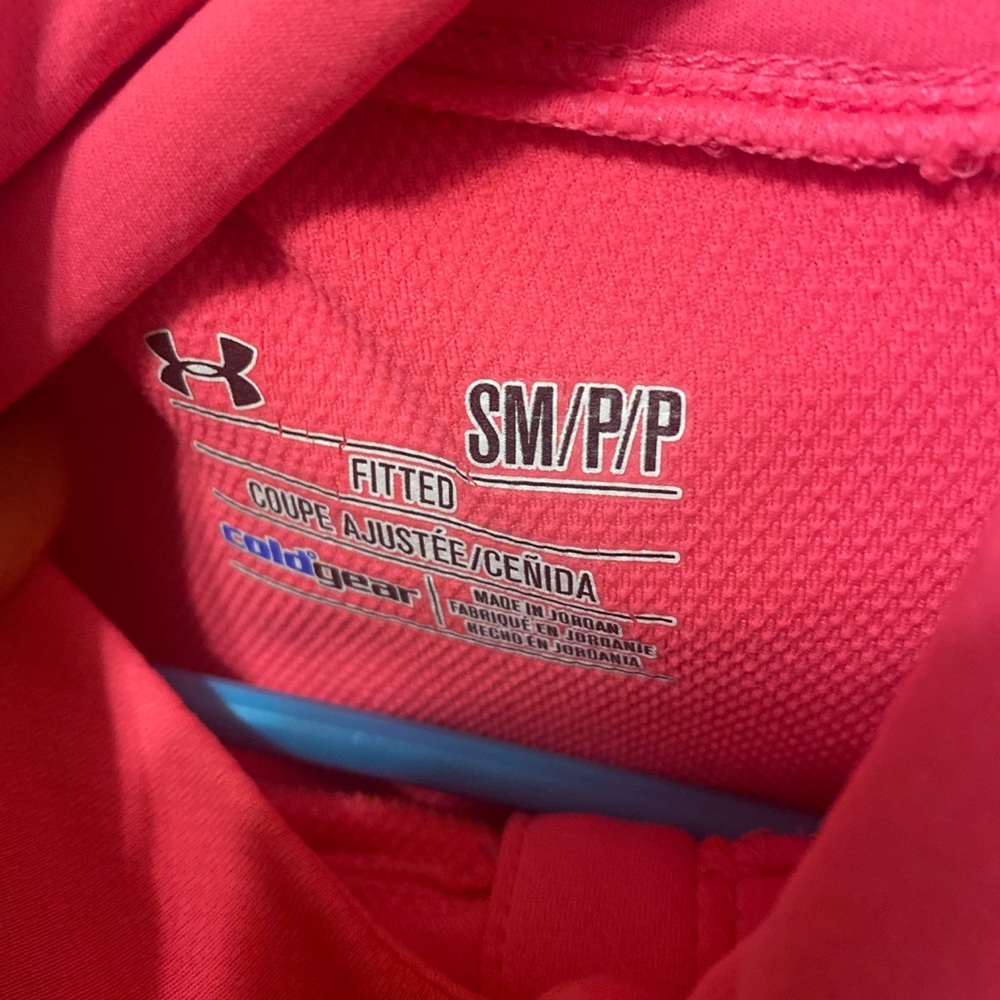 SM/P/P
FITTED
COUPE AJUSTÉE/CEÑIDA
coldgear
MADE IN JORDAN
FABRIQUÉ EN JORDANIE
HECHO EN JORDANIA